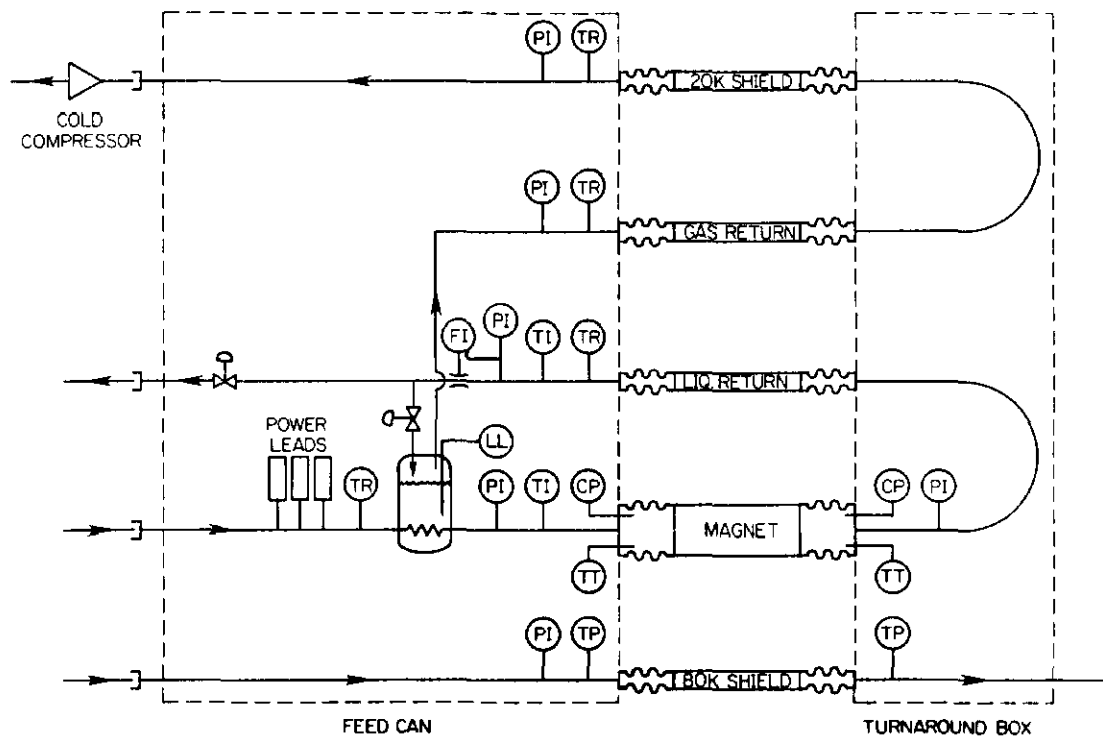 PI TR
20K SHIELD
COLD
COMPRESSOR
PI TR
GAS RETURN
FI PI TI TR
LIQ RETURN
POWER
LEADS
LL
TR PI TI CP
MAGNET
CP PI
TT
TT
PI TP
80K SHIELD
TP
FEED CAN
TURNAROUND BOX